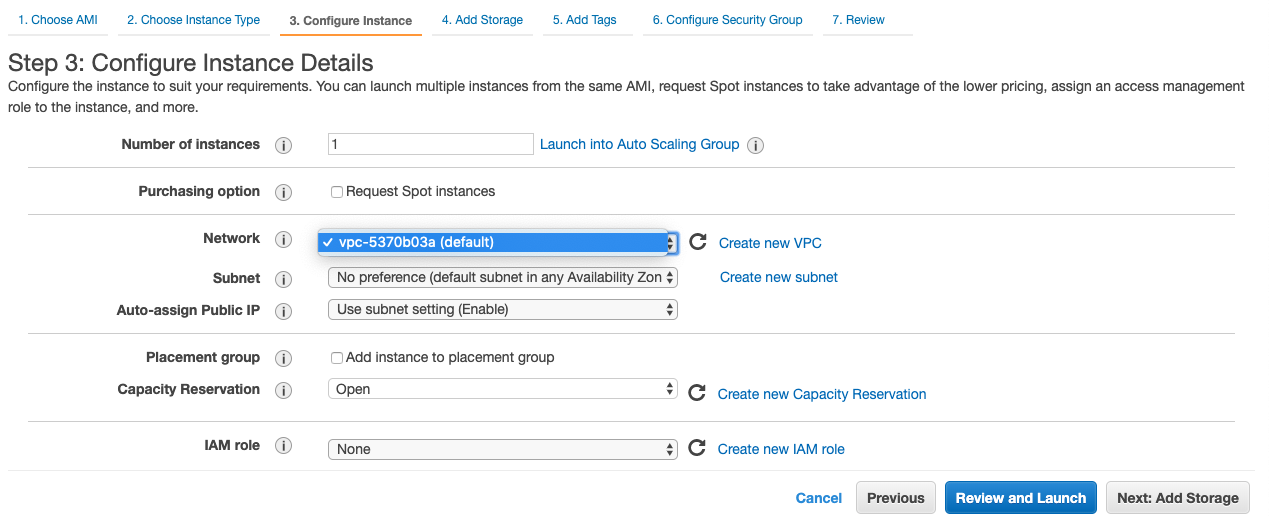 1. Choose AMI 2. Choose Instance Type 3. Configure Instance 4. Add Storage 5. Add Tags 6. Configure Security Group 7. Review
Step 3: Configure Instance Details
Configure the instance to suit your requirements. You can launch multiple instances from the same AMI, request Spot instances to take advantage of the lower pricing, assign an access management
role to the instance, and more.
Number of instances i 1 Launch into Auto Scaling Group i
Purchasing option i Request Spot instances
Network i ✓ vpc-5370b03a (default) Create new VPC
Subnet i No preference (default subnet in any Availability Zon Create new subnet
Auto-assign Public IP i Use subnet setting (Enable)
Placement group i Add instance to placement group
Capacity Reservation i Open Create new Capacity Reservation
IAM role i None Create new IAM role
Cancel Previous Review and Launch Next: Add Storage